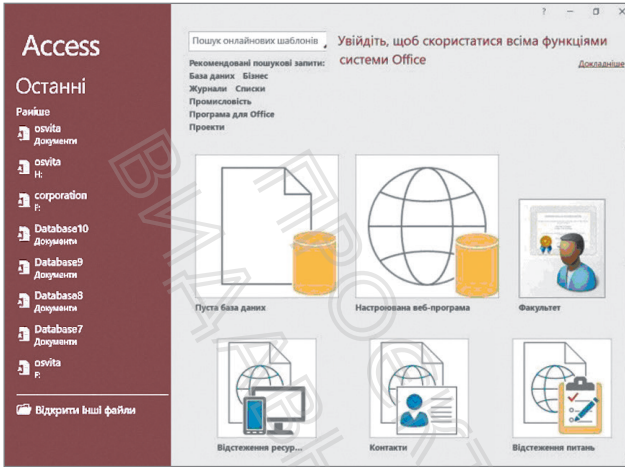 ? – ❐ ×
Access
Останні
Раніше
osvita
Документи
osvita
H:
corporation
F:
Database10
Документи
Database9
Документи
Database8
Документи
Database7
Документи
osvita
F:
Відкрити інші файли
Пошук онлайнових шаблонів
Увійдіть, щоб скористатися всіма функціями
системи Office
Докладніше
Рекомендовані пошукові запити:
База даних Бізнес
Журнали Списки
Промисловість
Програма для Office
Проекти
Пуста база даних
Настроювана веб-програма
Факультет
Відстеження ресур...
Контакти
Відстеження питань
ПРОЄКТ